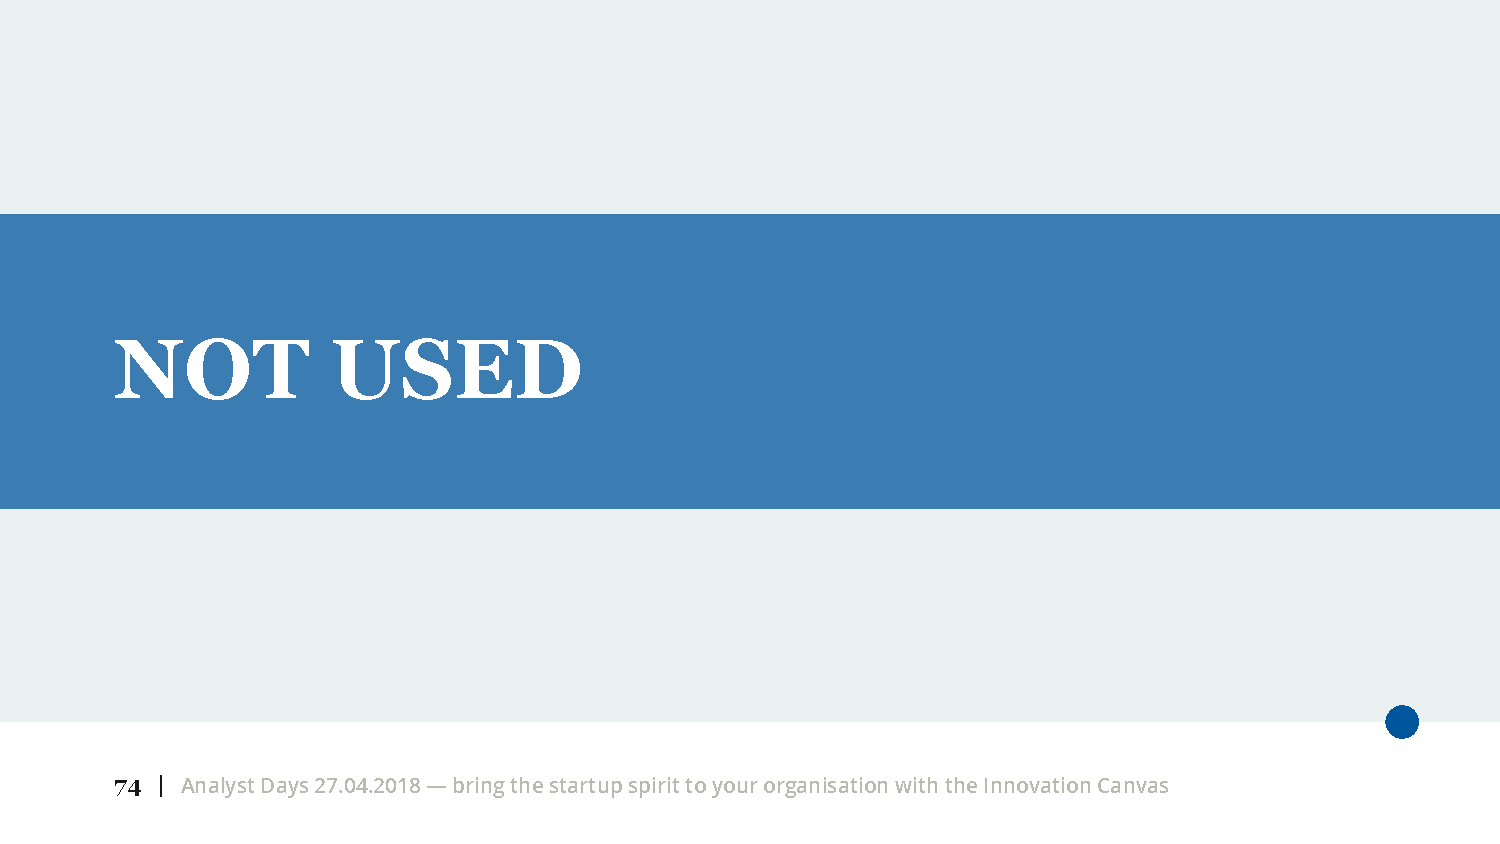 NOT USED
74 | Analyst Days 27.04.2018 — bring the startup spirit to your organisation with the Innovation Canvas